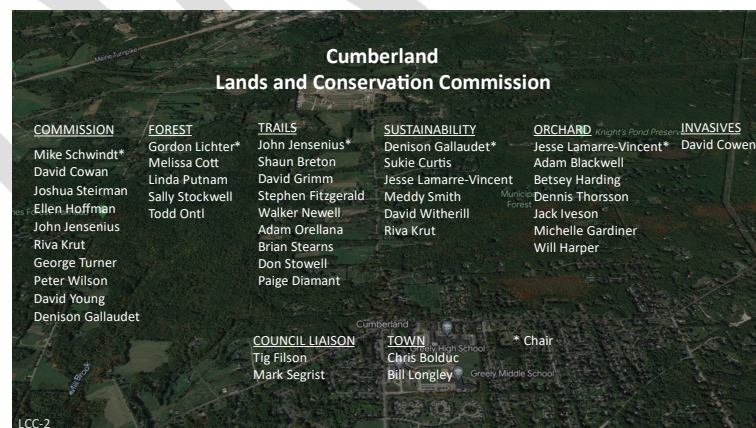 Cumberland
Lands and Conservation Commission
COMMISSION
Mike Schwindt*
David Cowan
Joshua Steirman
Ellen Hoffman
John Jensenius
Riva Krut
George Turner
Peter Wilson
David Young
Denison Gallaudet
FOREST
Gordon Lichter*
Melissa Cott
Linda Putnam
Sally Stockwell
Todd Ontl
TRAILS
John Jensenius*
Shaun Breton
David Grimm
Stephen Fitzgerald
Walker Newell
Adam Orellana
Brian Stearns
Don Stowell
Paige Diamant
SUSTAINABILITY
Denison Gallaudet*
Sukie Curtis
Jesse Lamarre-Vincent
Meddy Smith
David Witherill
Riva Krut
ORCHARD
Jesse Lamarre-Vincent*
Adam Blackwell
Betsey Harding
Dennis Thorsson
Jack Iveson
Michelle Gardiner
Will Harper
INVASIVES
David Cowen
COUNCIL LIAISON
Tig Filson
Mark Segrist
TOWN
Chris Bolduc
Bill Longley
* Chair
Maine Turnpike
Knight's Pond Preserve
Forest
Cumberland
Greely High School
Greely Middle School
Mill Brook
LCC-2